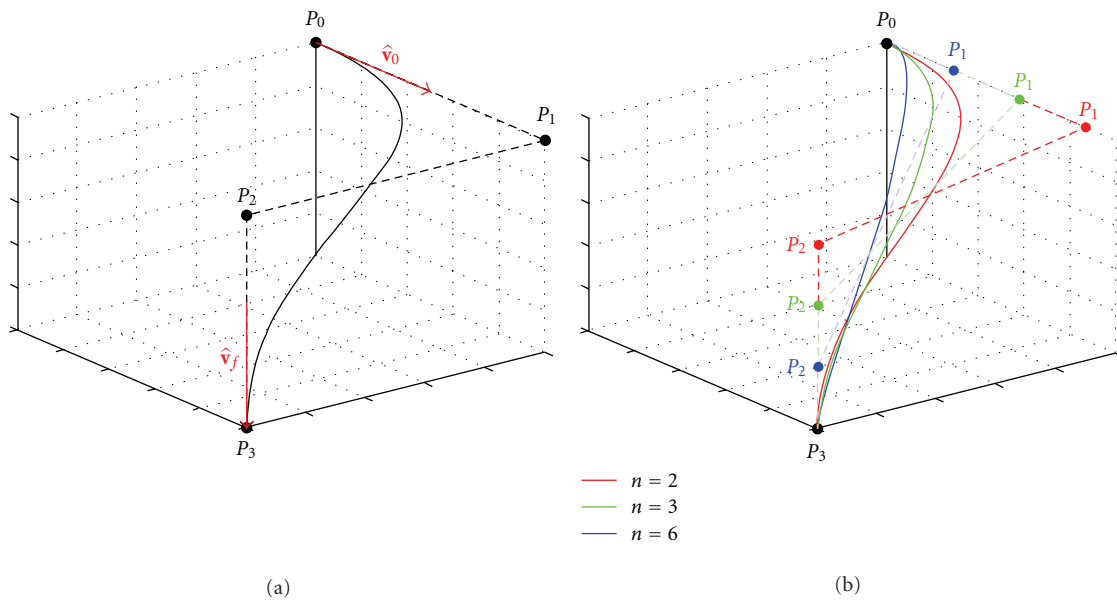 P0
v̂0
P1
P2
v̂f
P3
(a)
P0
P1
P1
P1
P2
P2
P2
P3
n = 2
n = 3
n = 6
(b)